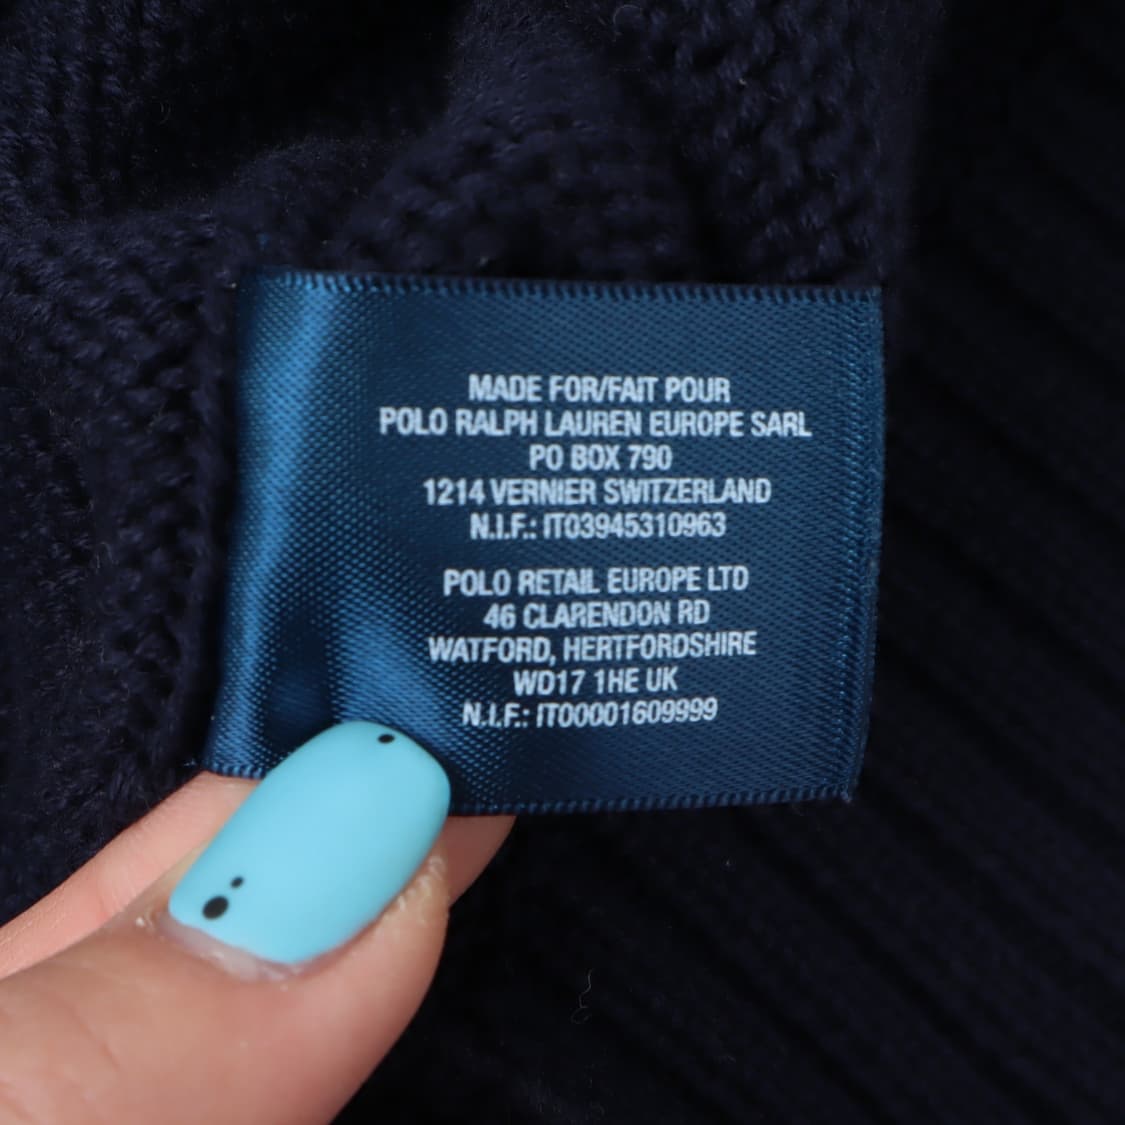 MADE FOR/FAIT POUR
POLO RALPH LAUREN EUROPE SARL
PO BOX 790
1214 VERNIER SWITZERLAND
N.I.F.: IT03945310963
POLO RETAIL EUROPE LTD
46 CLARENDON RD
WATFORD, HERTFORDSHIRE
WD17 1HE UK
N.I.F.: IT00001609999